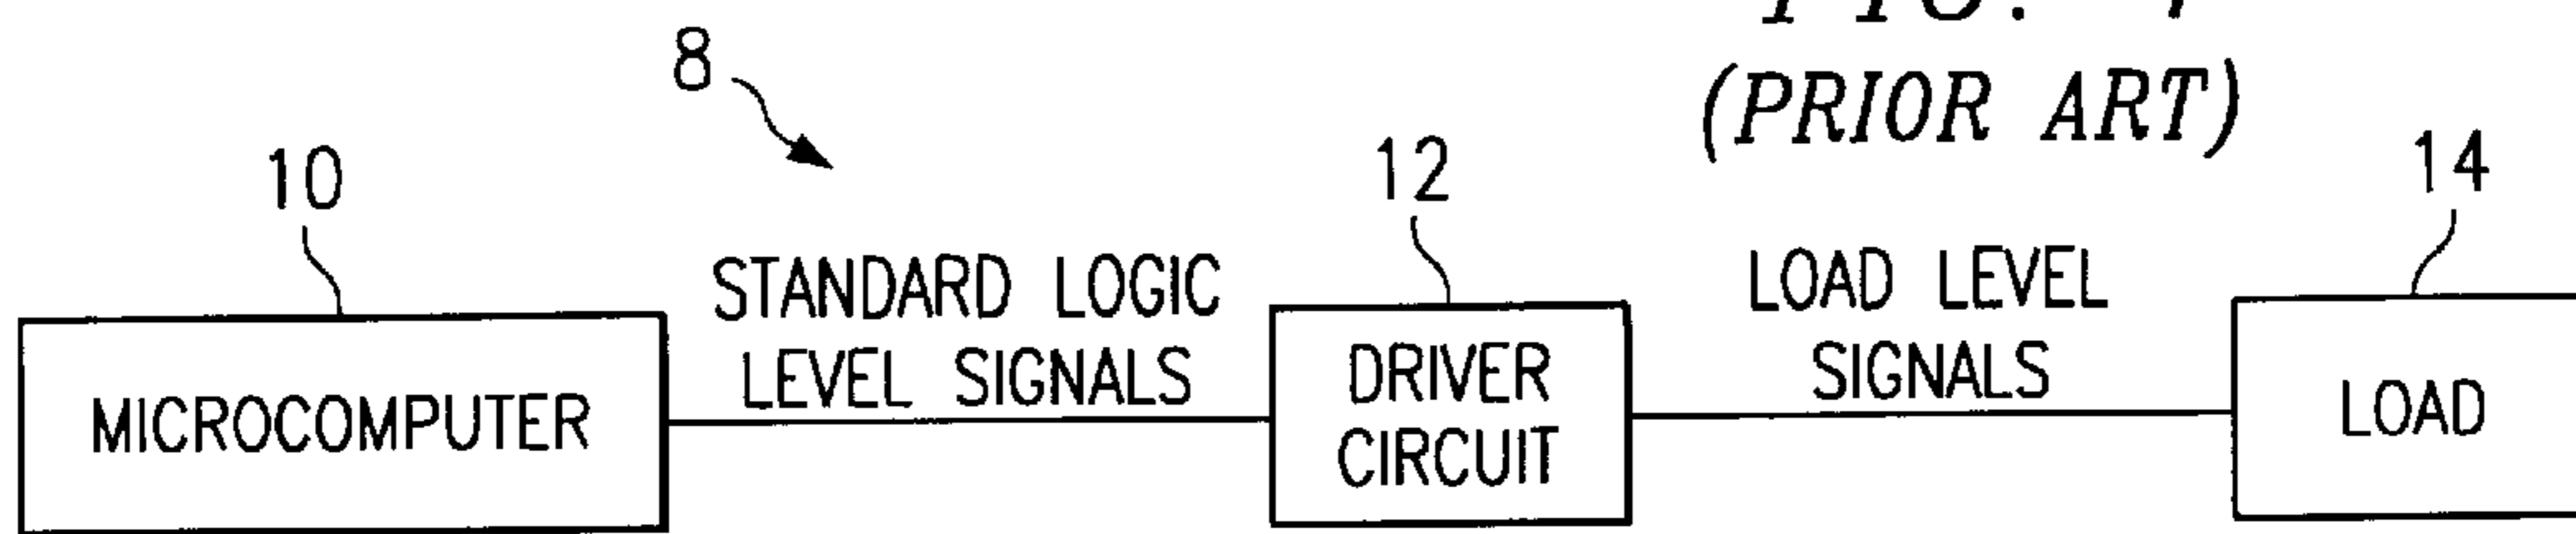 (PRIOR ART)
8
10
12
14
STANDARD LOGIC
LEVEL SIGNALS
LOAD LEVEL
SIGNALS
MICROCOMPUTER
DRIVER
CIRCUIT
LOAD